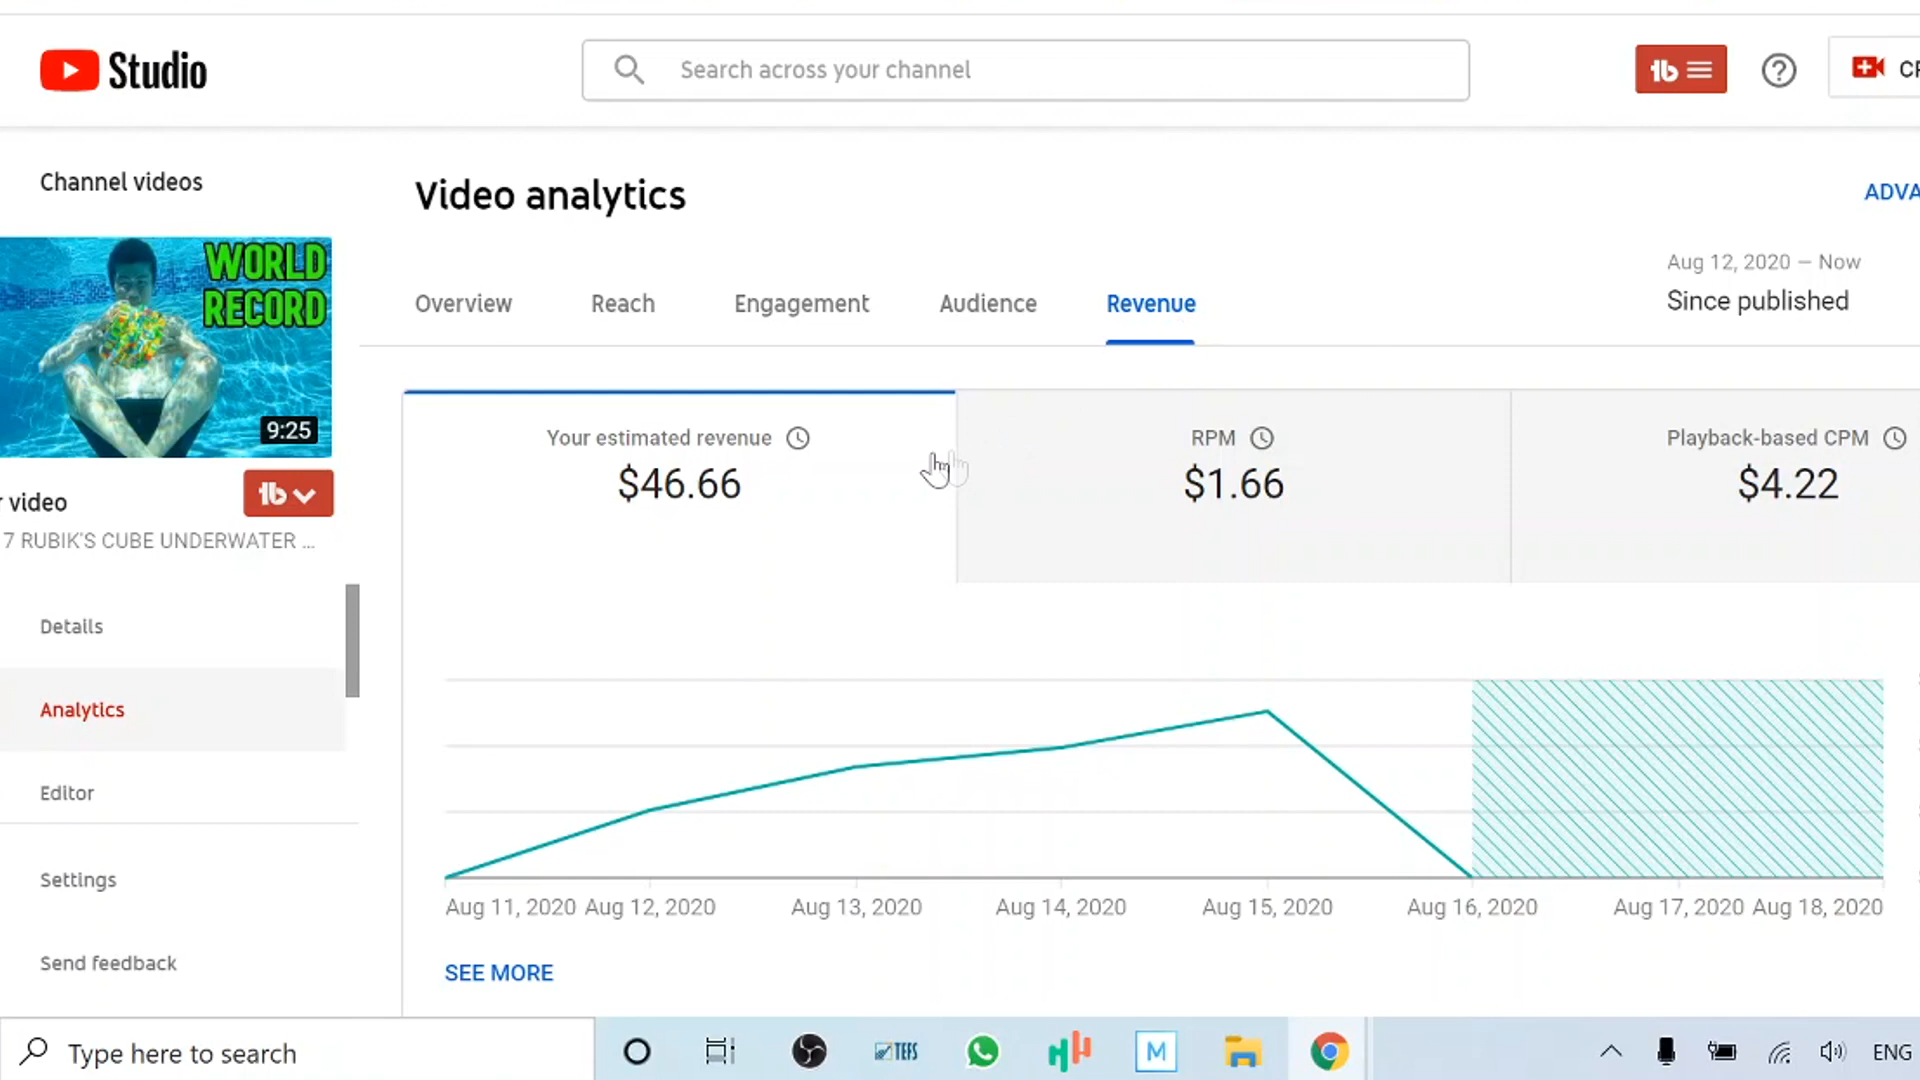 Studio
Search across your channel
Channel videos
Video analytics
WORLD
RECORD
9:25
Aug 12, 2020 – Now
Since published
Overview
Reach
Engagement
Audience
Revenue
Your estimated revenue
$46.66
RPM
$1.66
Playback-based CPM
$4.22
r video
7 RUBIK'S CUBE UNDERWATER ...
Details
Analytics
Editor
Settings
Send feedback
Aug 11, 2020
Aug 12, 2020
Aug 13, 2020
Aug 14, 2020
Aug 15, 2020
Aug 16, 2020
Aug 17, 2020
Aug 18, 2020
SEE MORE
Type here to search
TEFS
M
ENG